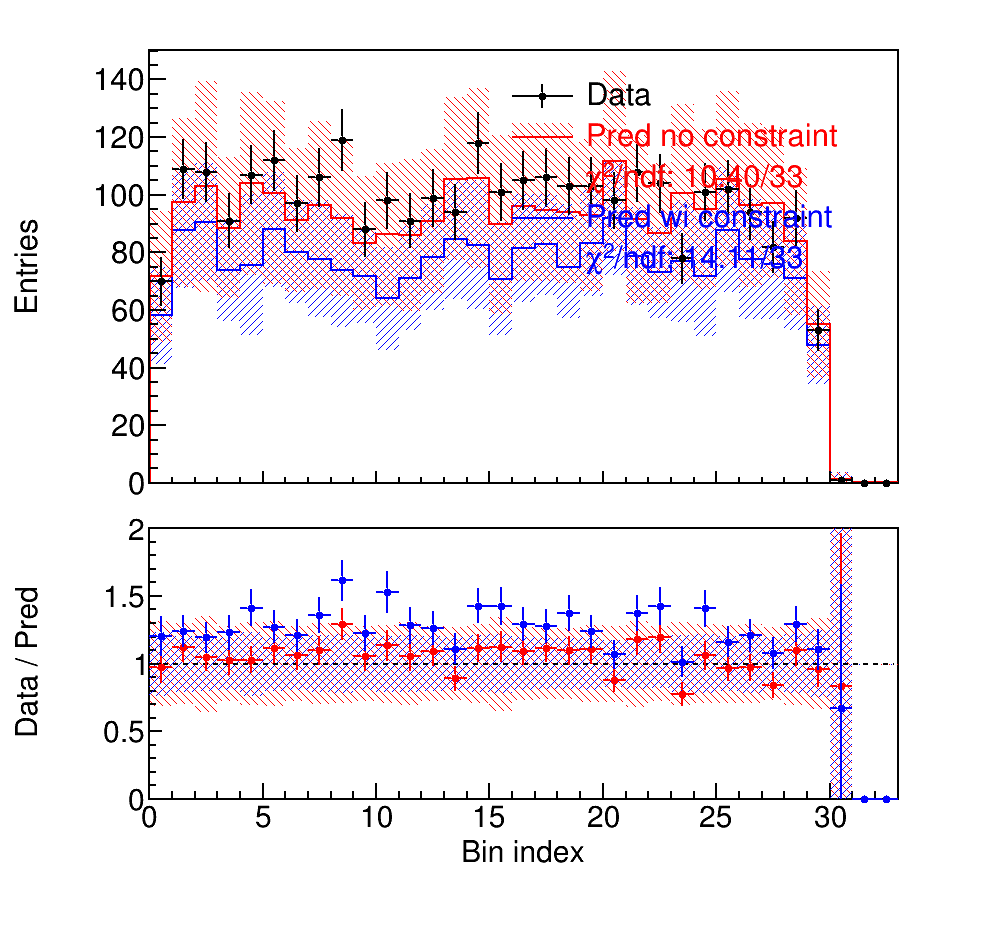 140
120
100
80
60
40
20
0
Entries
Data
Pred no constraint
χ²/hdf: 10.40/33
Pred wi constraint
χ²/hdf: 14.11/33
2
1.5
1
0.5
0
Data / Pred
0 5 10 15 20 25 30
Bin index